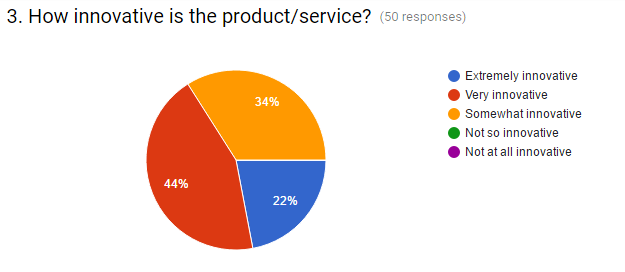 3. How innovative is the product/service? (50 responses)
Extremely innovative
Very innovative
Somewhat innovative
Not so innovative
Not at all innovative
34%
44%
22%